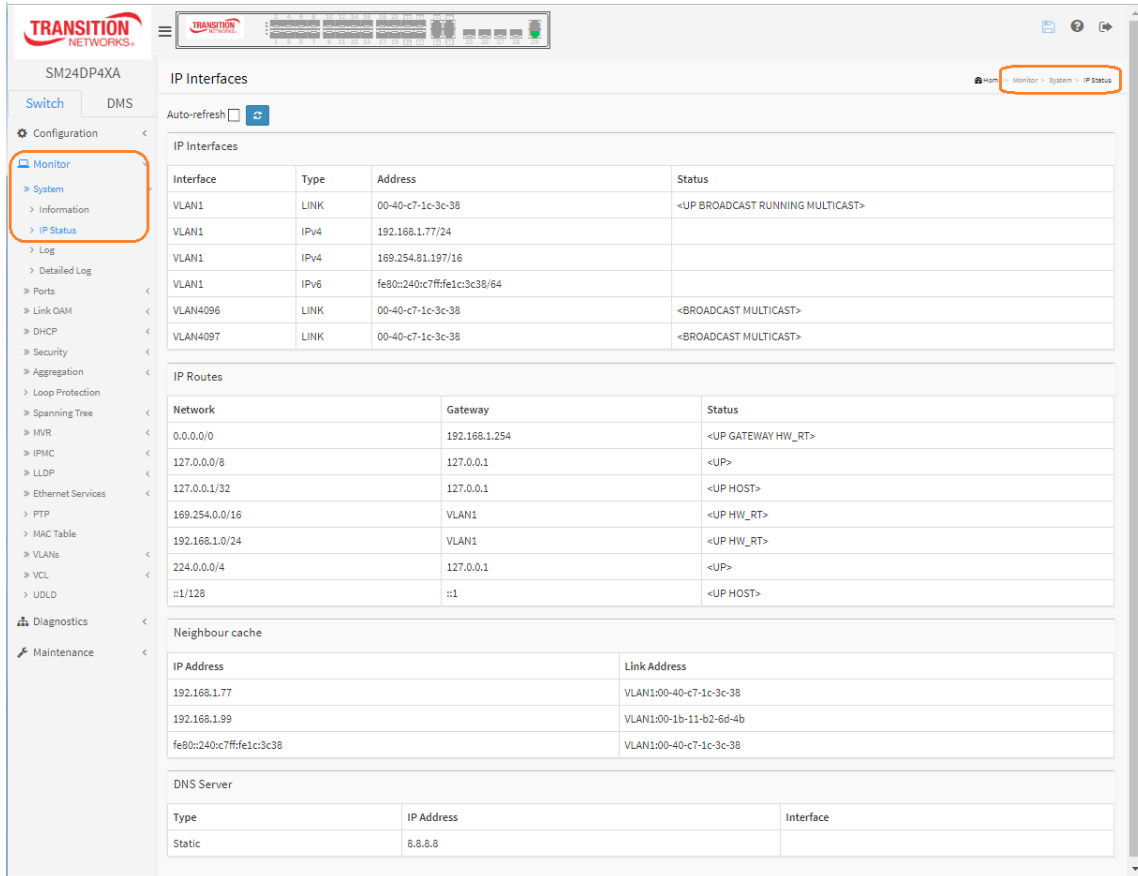 TRANSITION
NETWORKS®
TRANSITION
NETWORKS
SM24DP4XA
Switch DMS
Configuration
Monitor
System
Information
IP Status
Log
Detailed Log
Ports
Link OAM
DHCP
Security
Aggregation
Loop Protection
Spanning Tree
MVR
IPMC
LLDP
Ethernet Services
PTP
MAC Table
VLANs
VCL
UDLD
Diagnostics
Maintenance
IP Interfaces
Home > Monitor > System > IP Status
Auto-refresh
IP Interfaces
Interface Type Address Status
VLAN1 LINK 00-40-c7-1c-3c-38 <UP BROADCAST RUNNING MULTICAST>
VLAN1 IPv4 192.168.1.77/24
VLAN1 IPv4 169.254.81.197/16
VLAN1 IPv6 fe80::240:c7ff:fe1c:3c38/64
VLAN4096 LINK 00-40-c7-1c-3c-38 <BROADCAST MULTICAST>
VLAN4097 LINK 00-40-c7-1c-3c-38 <BROADCAST MULTICAST>
IP Routes
Network Gateway Status
0.0.0.0/0 192.168.1.254 <UP GATEWAY HW_RT>
127.0.0.0/8 127.0.0.1 <UP>
127.0.0.1/32 127.0.0.1 <UP HOST>
169.254.0.0/16 VLAN1 <UP HW_RT>
192.168.1.0/24 VLAN1 <UP HW_RT>
224.0.0.0/4 127.0.0.1 <UP>
::1/128 ::1 <UP HOST>
Neighbour cache
IP Address Link Address
192.168.1.77 VLAN1:00-40-c7-1c-3c-38
192.168.1.99 VLAN1:00-1b-11-b2-6d-4b
fe80::240:c7ff:fe1c:3c38 VLAN1:00-40-c7-1c-3c-38
DNS Server
Type IP Address Interface
Static 8.8.8.8